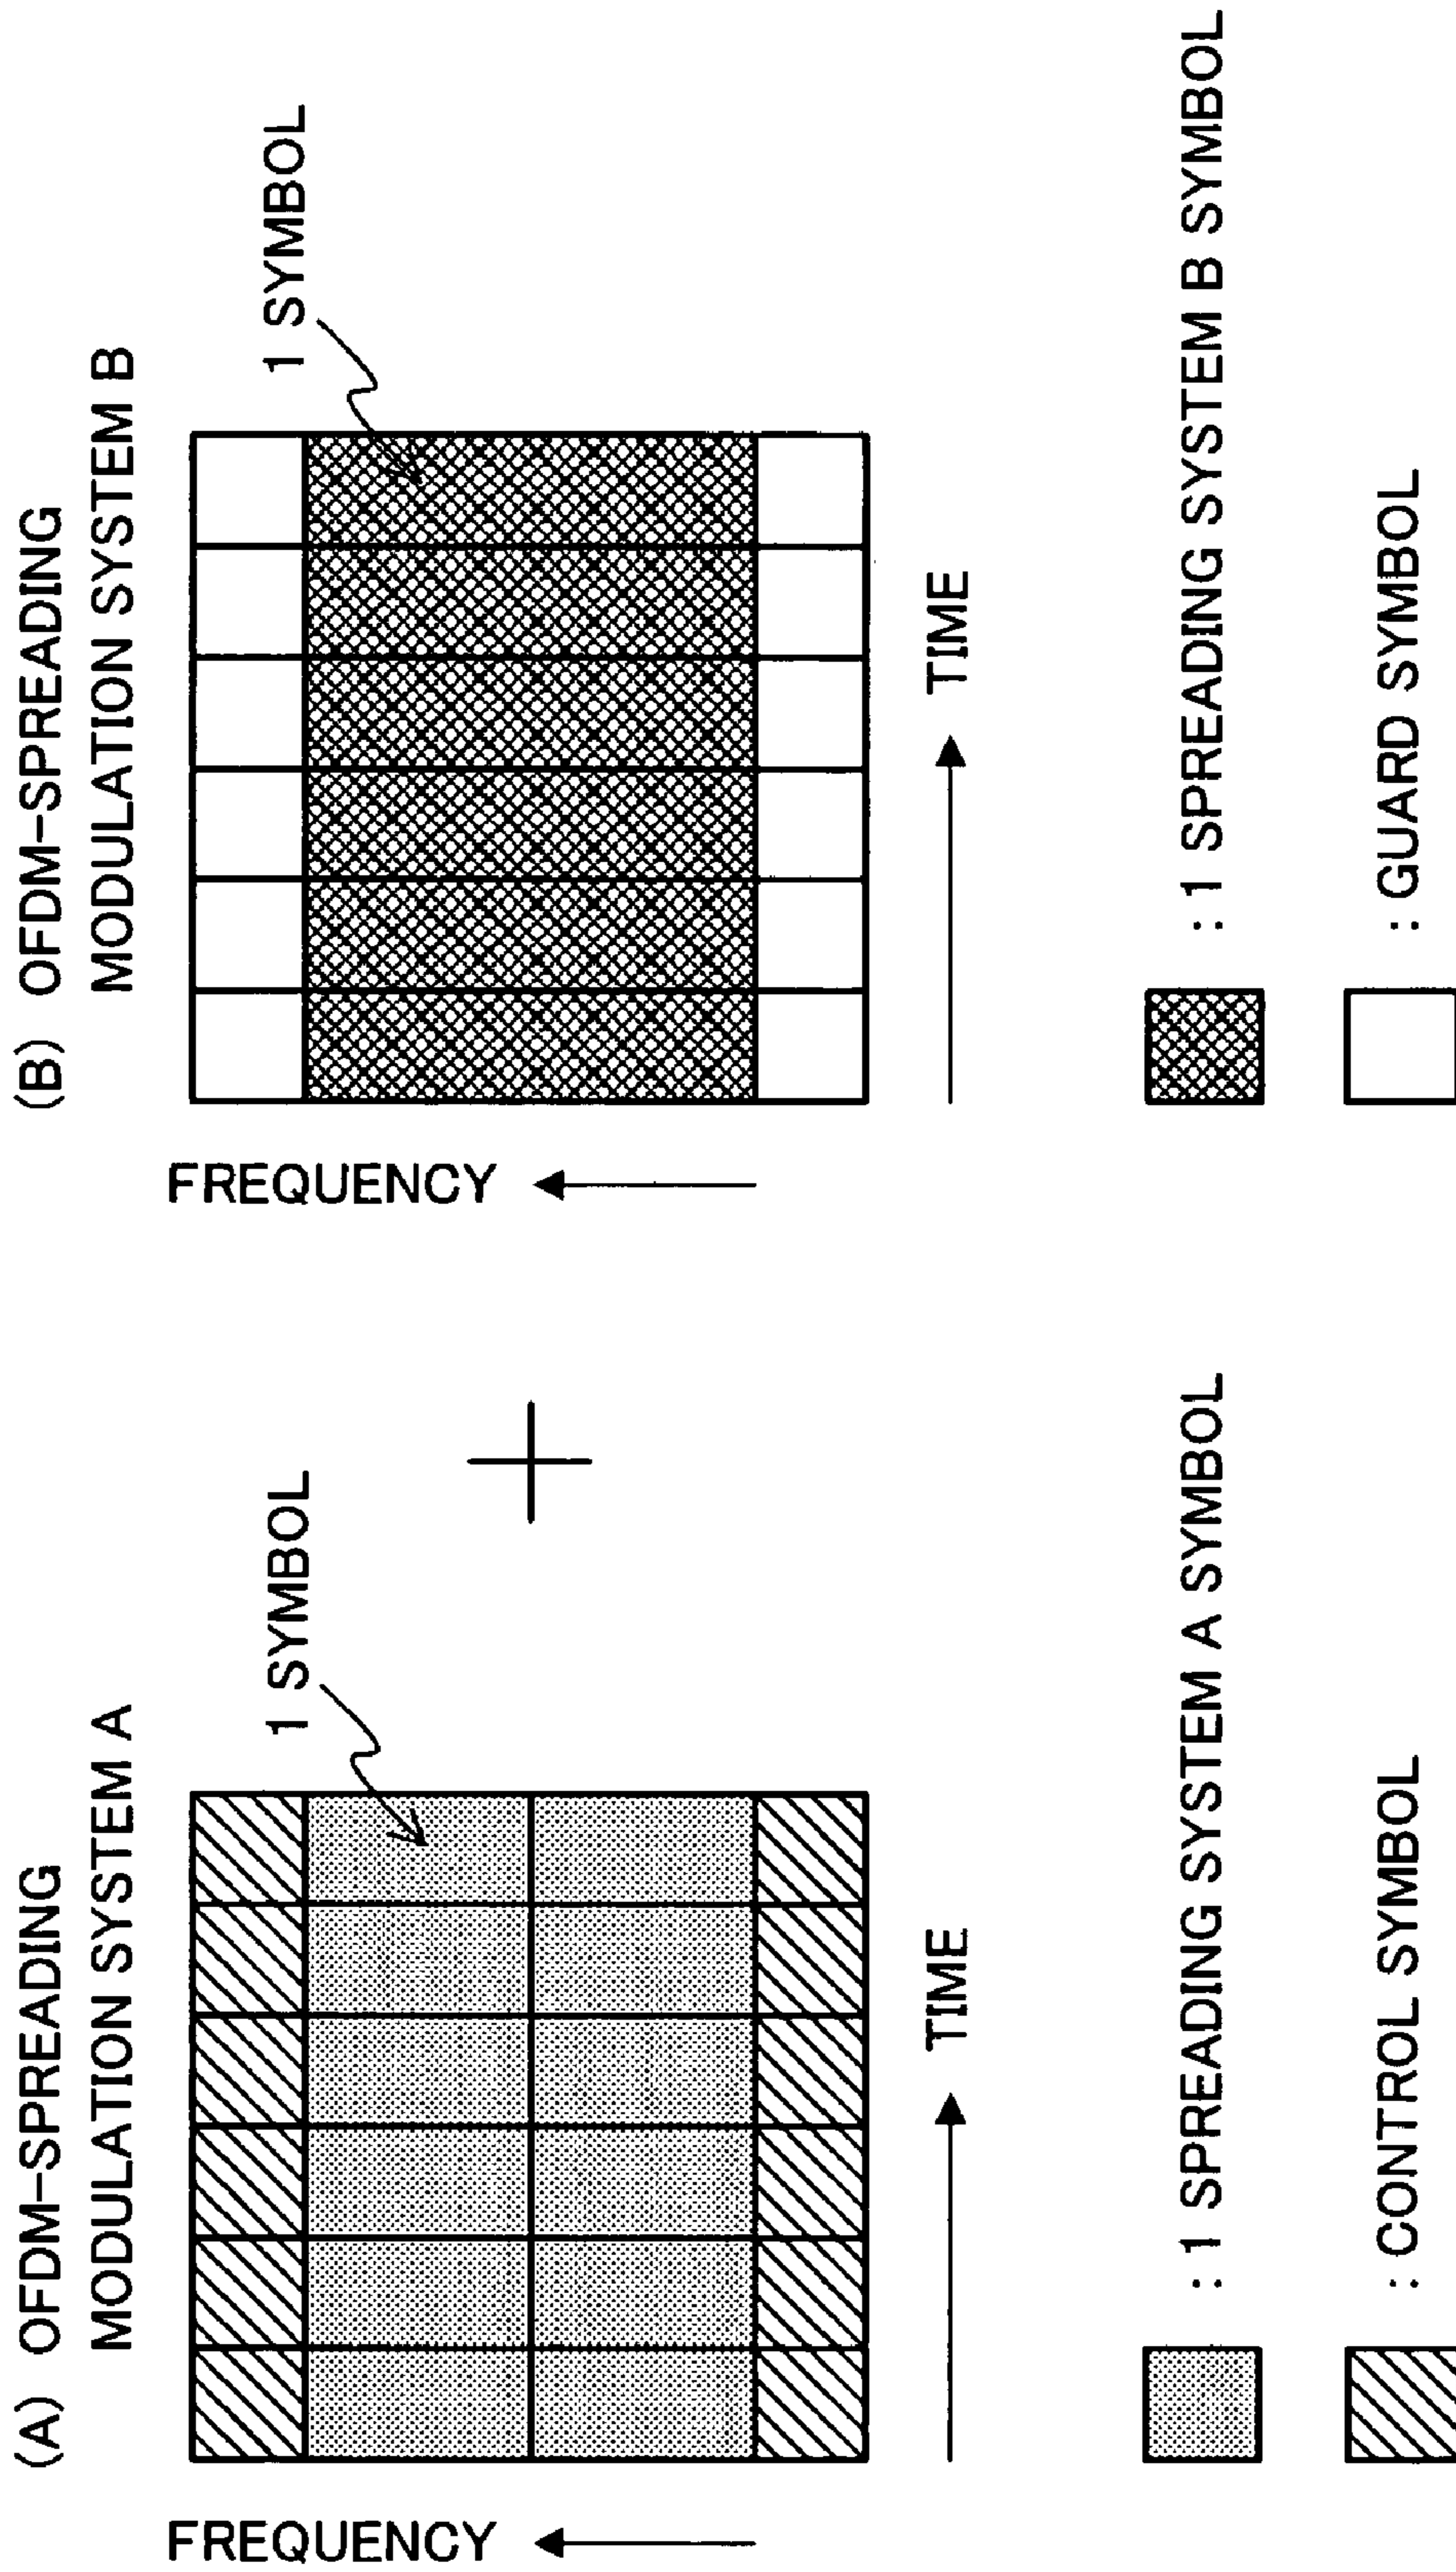 (A) OFDM-SPREADING
MODULATION SYSTEM A
1 SYMBOL
FREQUENCY
TIME
: 1 SPREADING SYSTEM A SYMBOL
: CONTROL SYMBOL
+
(B) OFDM-SPREADING
MODULATION SYSTEM B
1 SYMBOL
FREQUENCY
TIME
: 1 SPREADING SYSTEM B SYMBOL
: GUARD SYMBOL